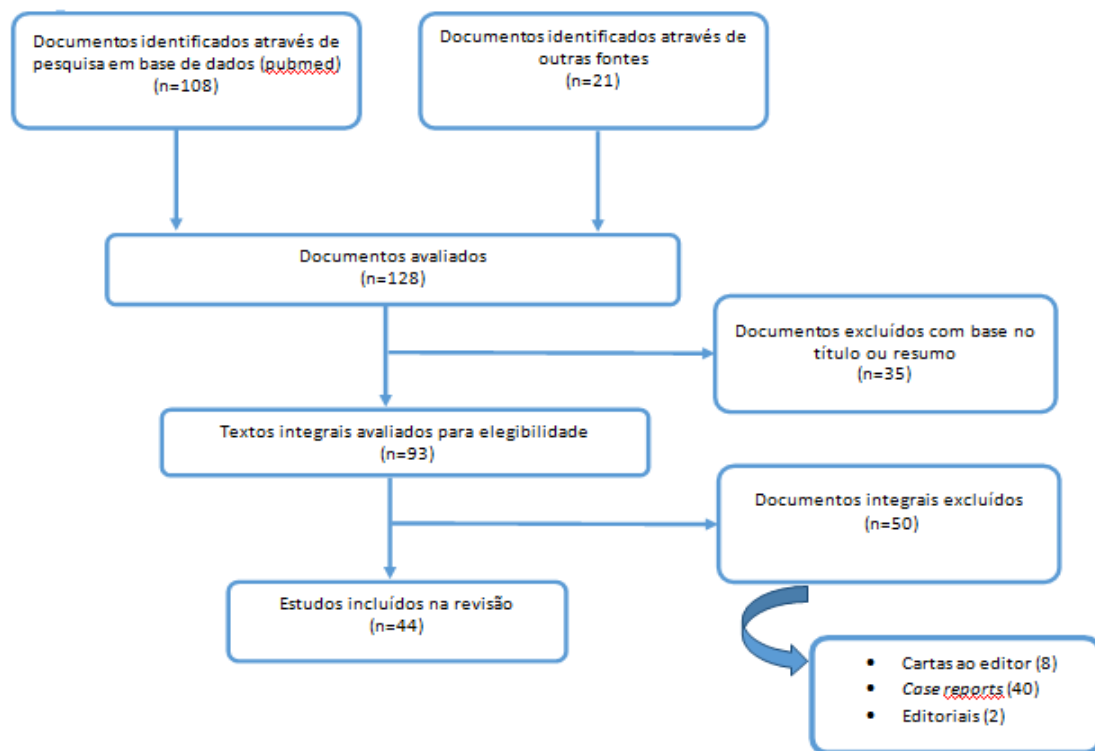 Documentos identificados através de
pesquisa em base de dados (pubmed)
(n=108)
Documentos identificados através de
outras fontes
(n=21)
Documentos avaliados
(n=128)
Documentos excluídos com base no
título ou resumo
(n=35)
Textos integrais avaliados para elegibilidade
(n=93)
Documentos integrais excluídos
(n=50)
Estudos incluídos na revisão
(n=44)
• Cartas ao editor (8)
• Case reports (40)
• Editoriais (2)